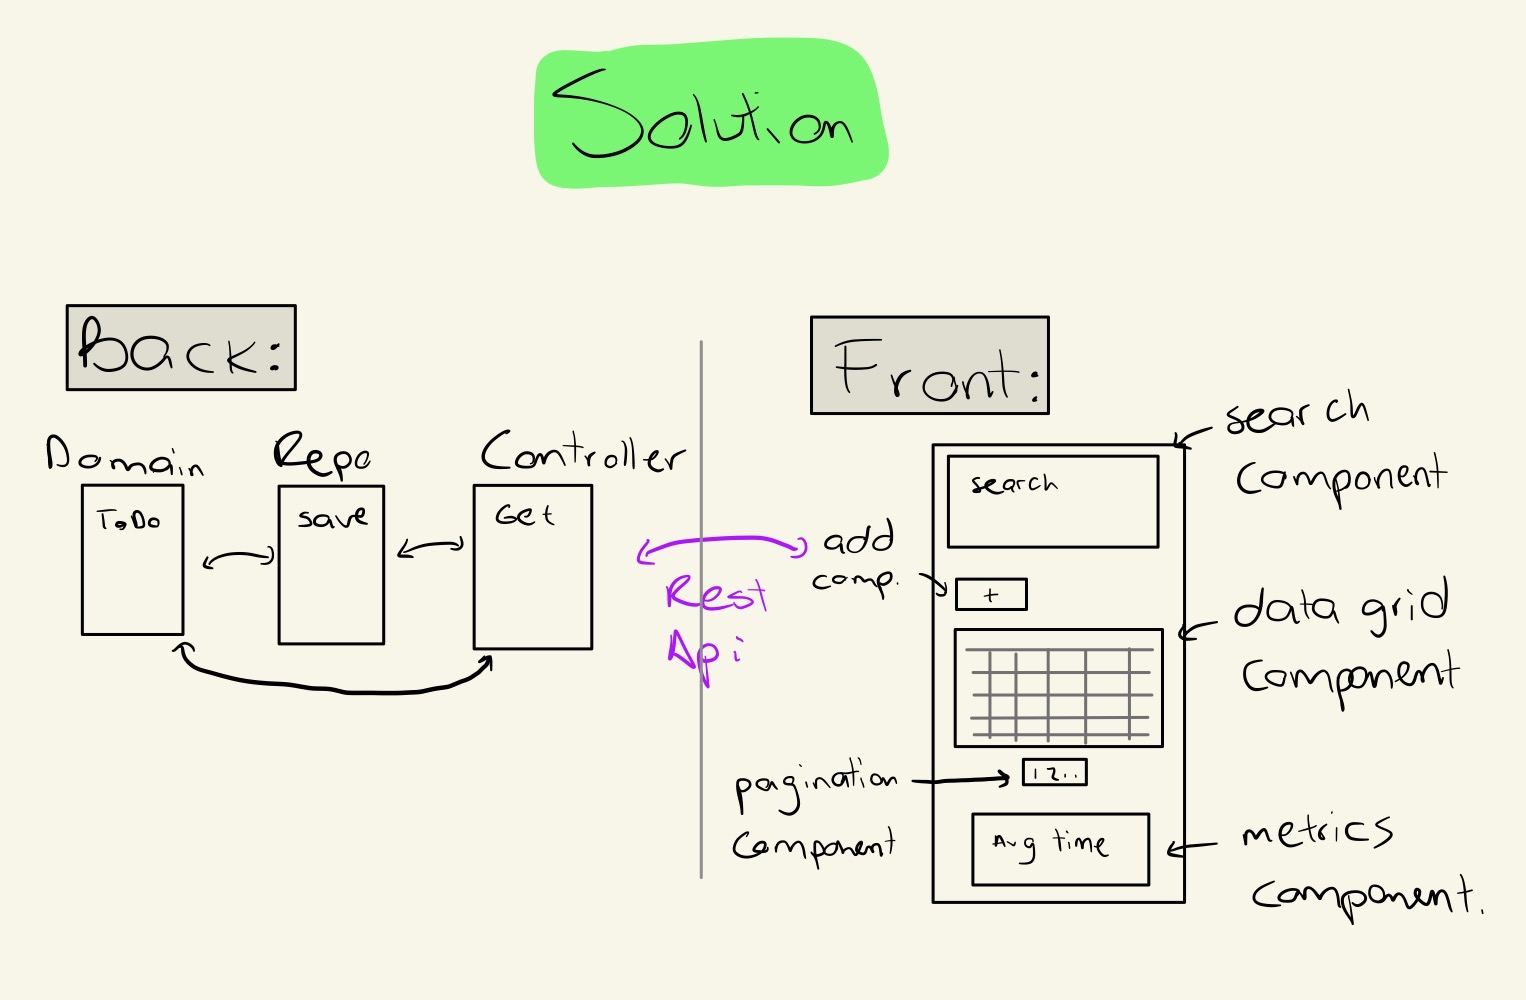 Solution
Back:
Domain
Repo
Controller
ToDo
save
Get
Rest
Api
Front:
search
component
search
add
comp.
+
data grid
component
pagination
component
1 2..
Avg time
metrics
component.